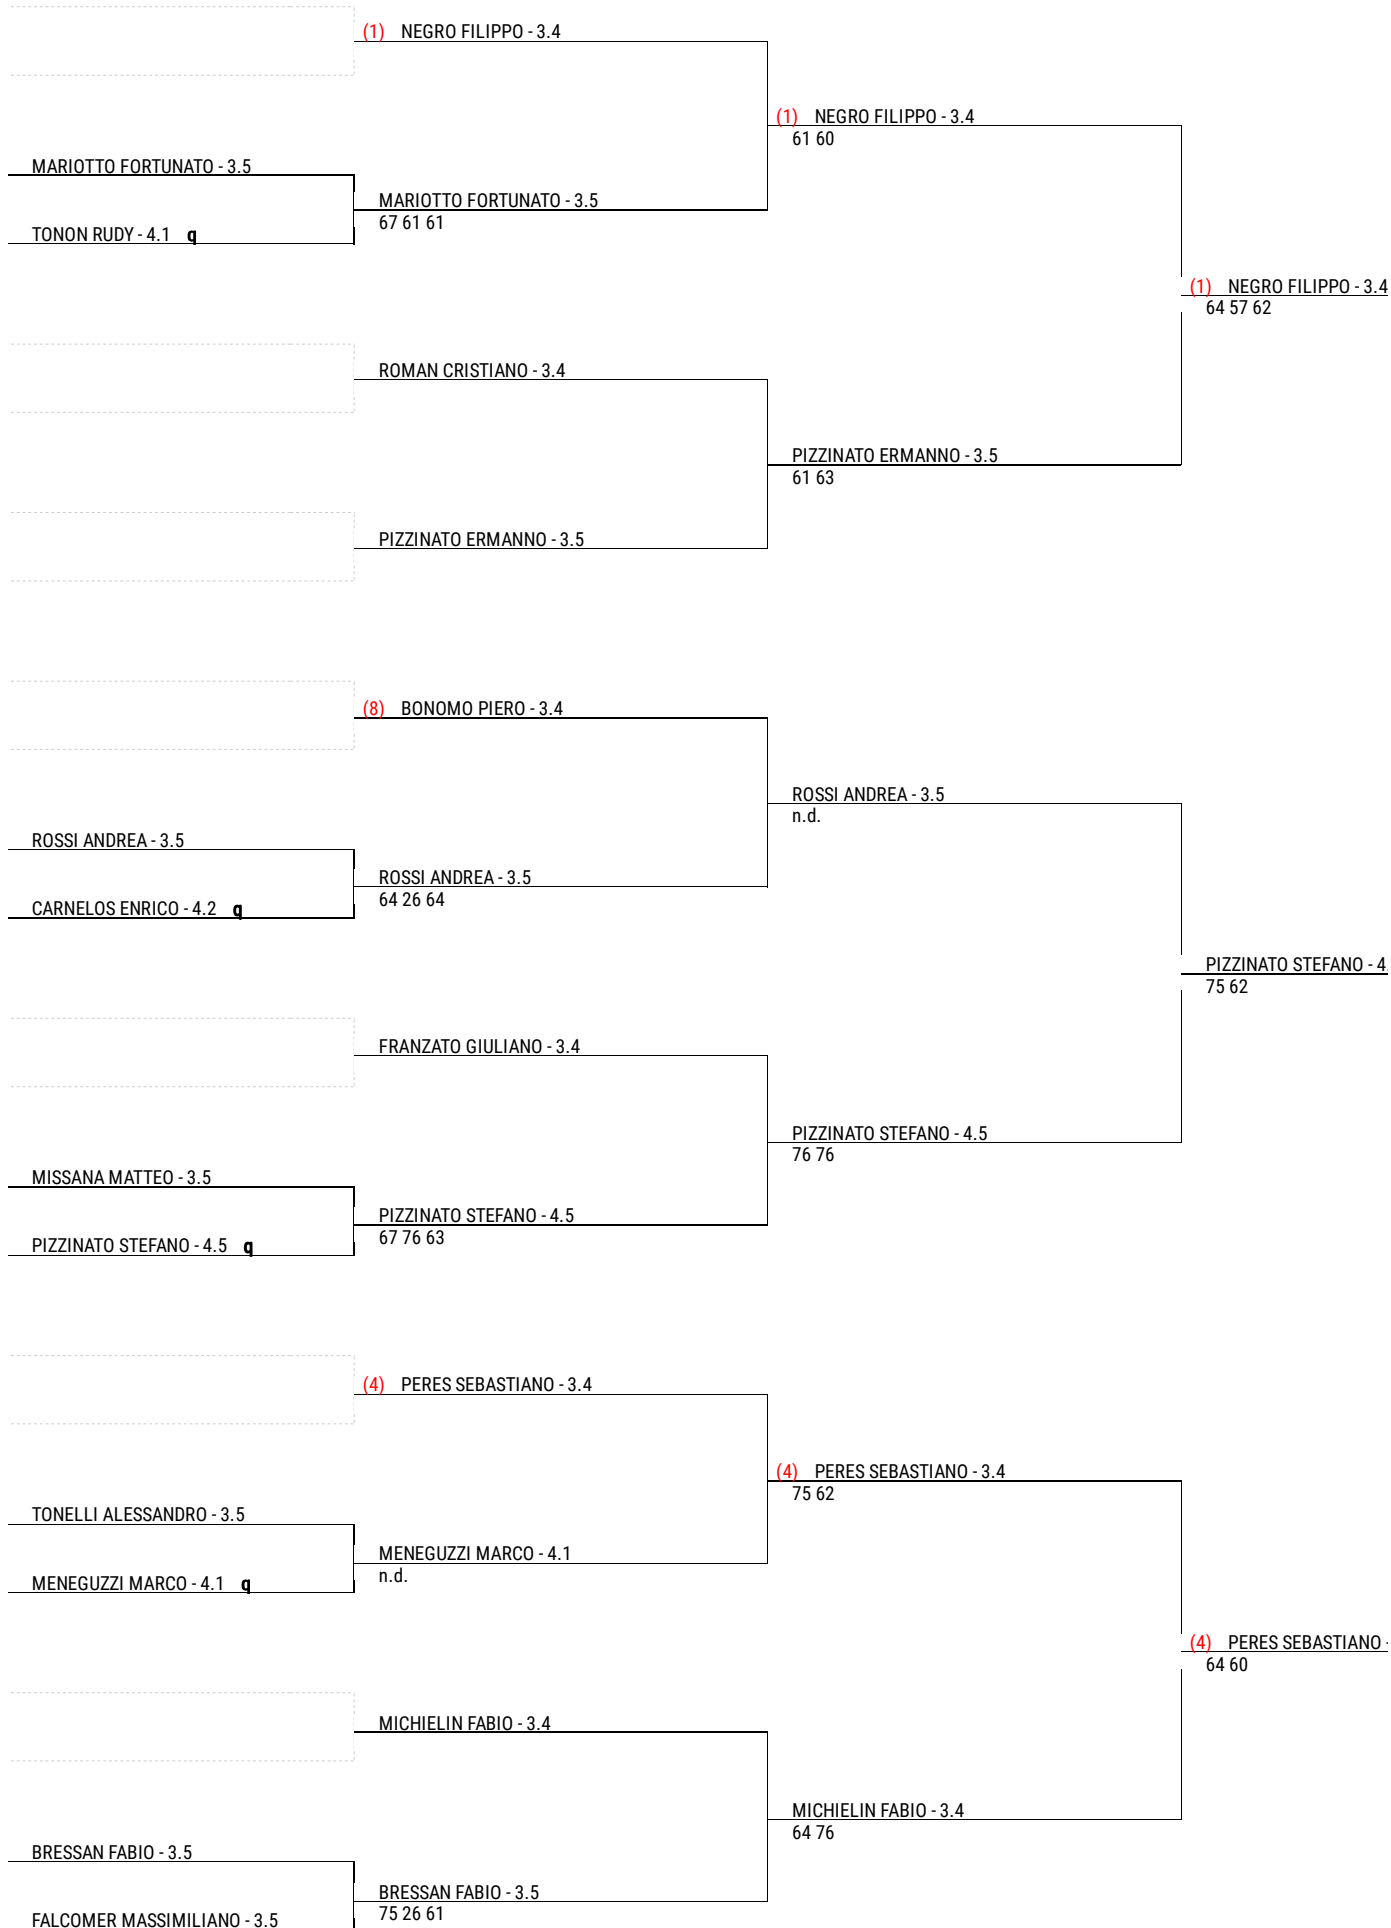 (1) NEGRO FILIPPO - 3.4
(1) NEGRO FILIPPO - 3.4
61 60
MARIOTTO FORTUNATO - 3.5
MARIOTTO FORTUNATO - 3.5
67 61 61
TONON RUDY - 4.1 q
(1) NEGRO FILIPPO - 3.4
64 57 62
ROMAN CRISTIANO - 3.4
PIZZINATO ERMANNO - 3.5
61 63
PIZZINATO ERMANNO - 3.5
(8) BONOMO PIERO - 3.4
ROSSI ANDREA - 3.5
n.d.
ROSSI ANDREA - 3.5
ROSSI ANDREA - 3.5
64 26 64
CARNELOS ENRICO - 4.2 q
PIZZINATO STEFANO - 4.
75 62
FRANZATO GIULIANO - 3.4
PIZZINATO STEFANO - 4.5
76 76
MISSANA MATTEO - 3.5
PIZZINATO STEFANO - 4.5
67 76 63
PIZZINATO STEFANO - 4.5 q
(4) PERES SEBASTIANO - 3.4
(4) PERES SEBASTIANO - 3.4
75 62
TONELLI ALESSANDRO - 3.5
MENEGUZZI MARCO - 4.1
n.d.
MENEGUZZI MARCO - 4.1 q
(4) PERES SEBASTIANO -
64 60
MICHIELIN FABIO - 3.4
MICHIELIN FABIO - 3.4
64 76
BRESSAN FABIO - 3.5
BRESSAN FABIO - 3.5
75 26 61
FALCOMER MASSIMILIANO - 3.5